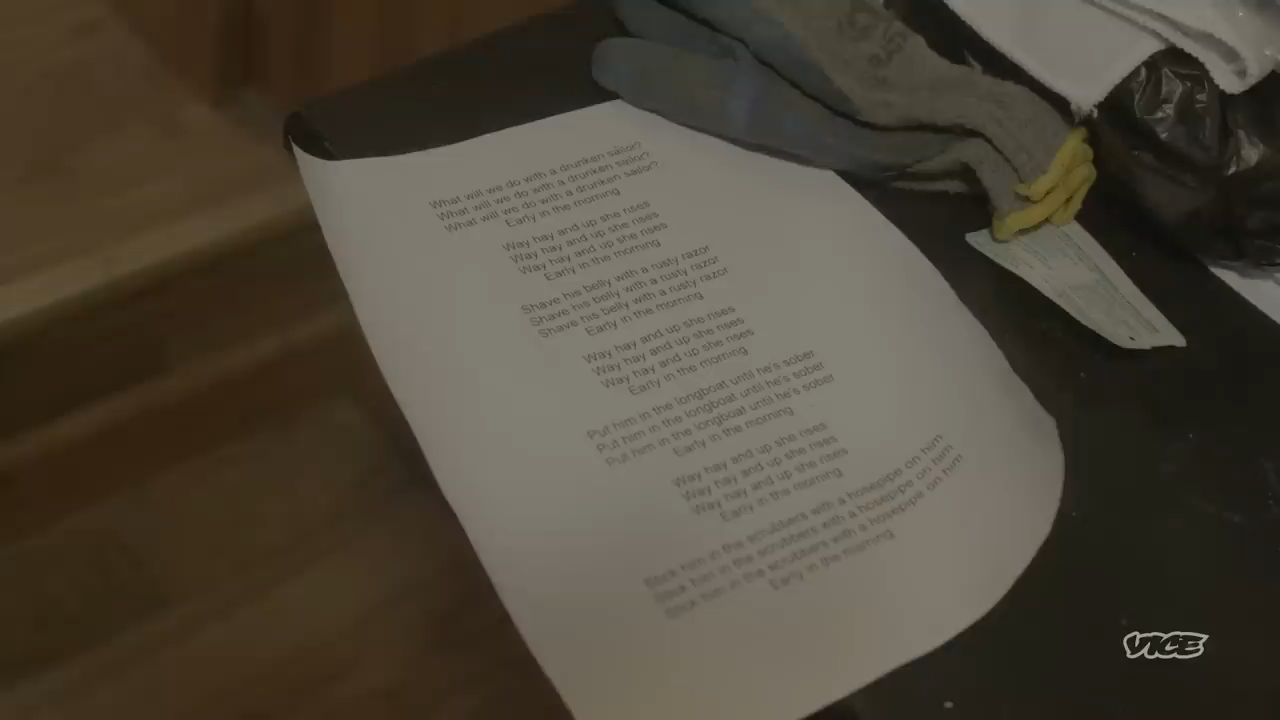 What will we do with a drunken sailor?
What will we do with a drunken sailor?
What will we do with a drunken sailor?
Early in the morning
Way hay and up she rises
Way hay and up she rises
Way hay and up she rises
Early in the morning
Shave his belly with a rusty razor
Shave his belly with a rusty razor
Shave his belly with a rusty razor
Early in the morning
Way hay and up she rises
Way hay and up she rises
Way hay and up she rises
Early in the morning
Put him in the longboat until he's sober
Put him in the longboat until he's sober
Put him in the longboat until he's sober
Early in the morning
Way hay and up she rises
Way hay and up she rises
Way hay and up she rises
Early in the morning
Stick him in the scrubbers with a hosepipe on him
Stick him in the scrubbers with a hosepipe on him
Stick him in the scrubbers with a hosepipe on him
Early in the morning
VICE